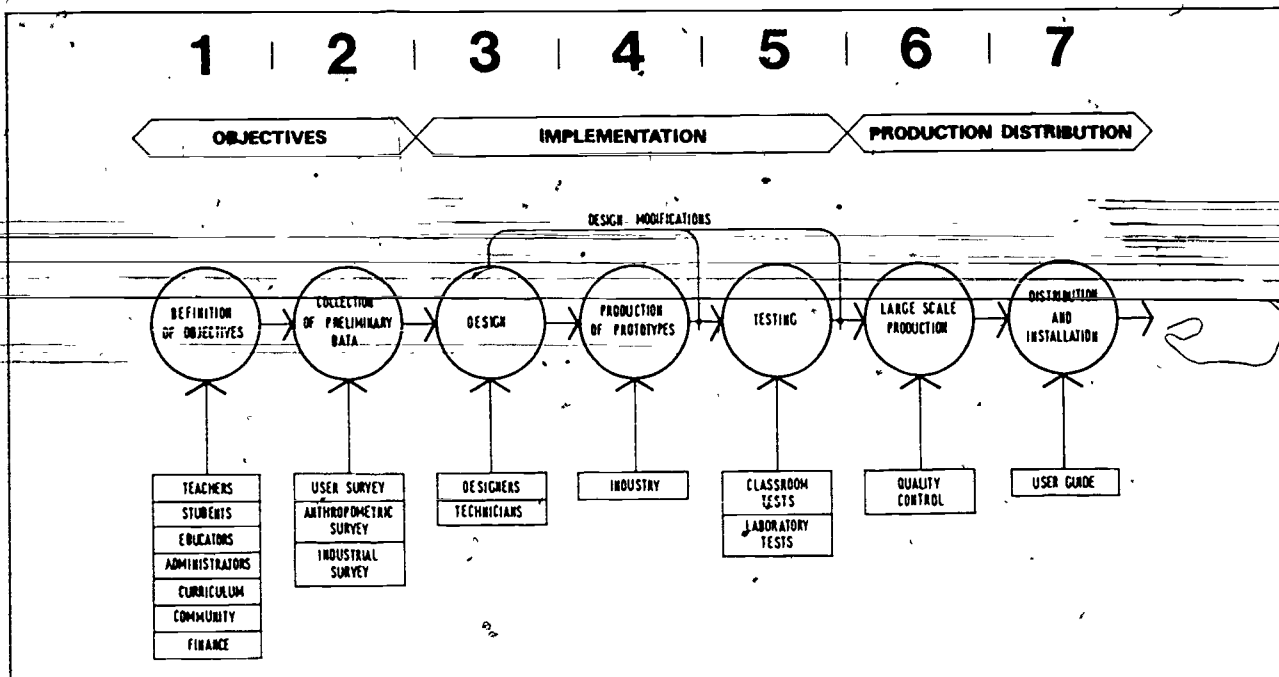 1 | 2 | 3 | 4 | 5 | 6 | 7
OBJECTIVES
IMPLEMENTATION
PRODUCTION DISTRIBUTION
DESIGN MODIFICATIONS
DEFINITION
OF OBJECTIVES
COLLECTION
OF PRELIMINARY
DATA
DESIGN
PRODUCTION
OF PROTOTYPES
TESTING
LARGE SCALE
PRODUCTION
DISTRIBUTION
AND
INSTALLATION
TEACHERS
STUDENTS
EDUCATORS
ADMINISTRATORS
CURRICULUM
COMMUNITY
FINANCE
USER SURVEY
ANTHROPOMETRIC
SURVEY
INDUSTRIAL
SURVEY
DESIGNERS
TECHNICIANS
INDUSTRY
CLASSROOM
TESTS
LABORATORY
TESTS
QUALITY
CONTROL
USER GUIDE